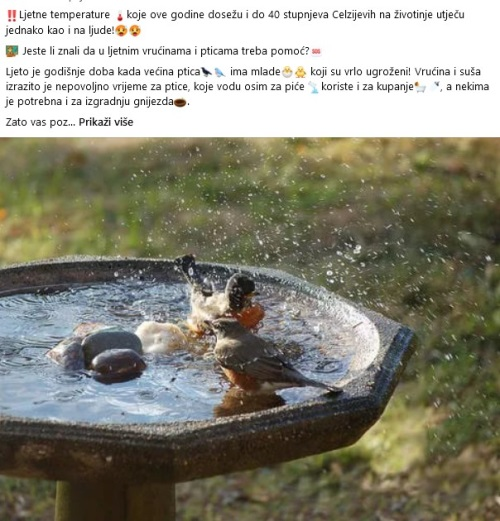 ‼️Ljetne temperature 🌡️koje ove godine dosežu i do 40 stupnjeva Celzijevih na životinje utječu
jednako kao i na ljude!🥵🥵
Jeste li znali da u ljetnim vrućinama i pticama treba pomoć?
Ljeto je godišnje doba kada većina ptica🐦‍⬛🐦 ima mlade🐣🐥 koji su vrlo ugroženi! Vrućina i suša
izrazito je nepovoljno vrijeme za ptice, koje vodu osim za piće 🚰koriste i za kupanje🛀🚿, a nekima
je potrebna i za izgradnju gnijezda🪺.
Zato vas poz... Prikaži više